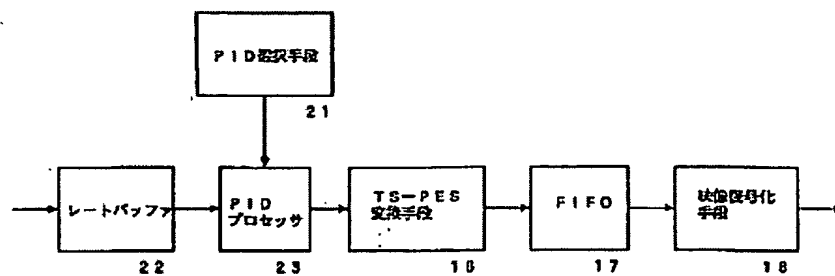 PID選択手段
21
レートバッファ
22
PID
プロセッサ
23
TS－PES
変換手段
16
FIFO
17
映像復号化
手段
18